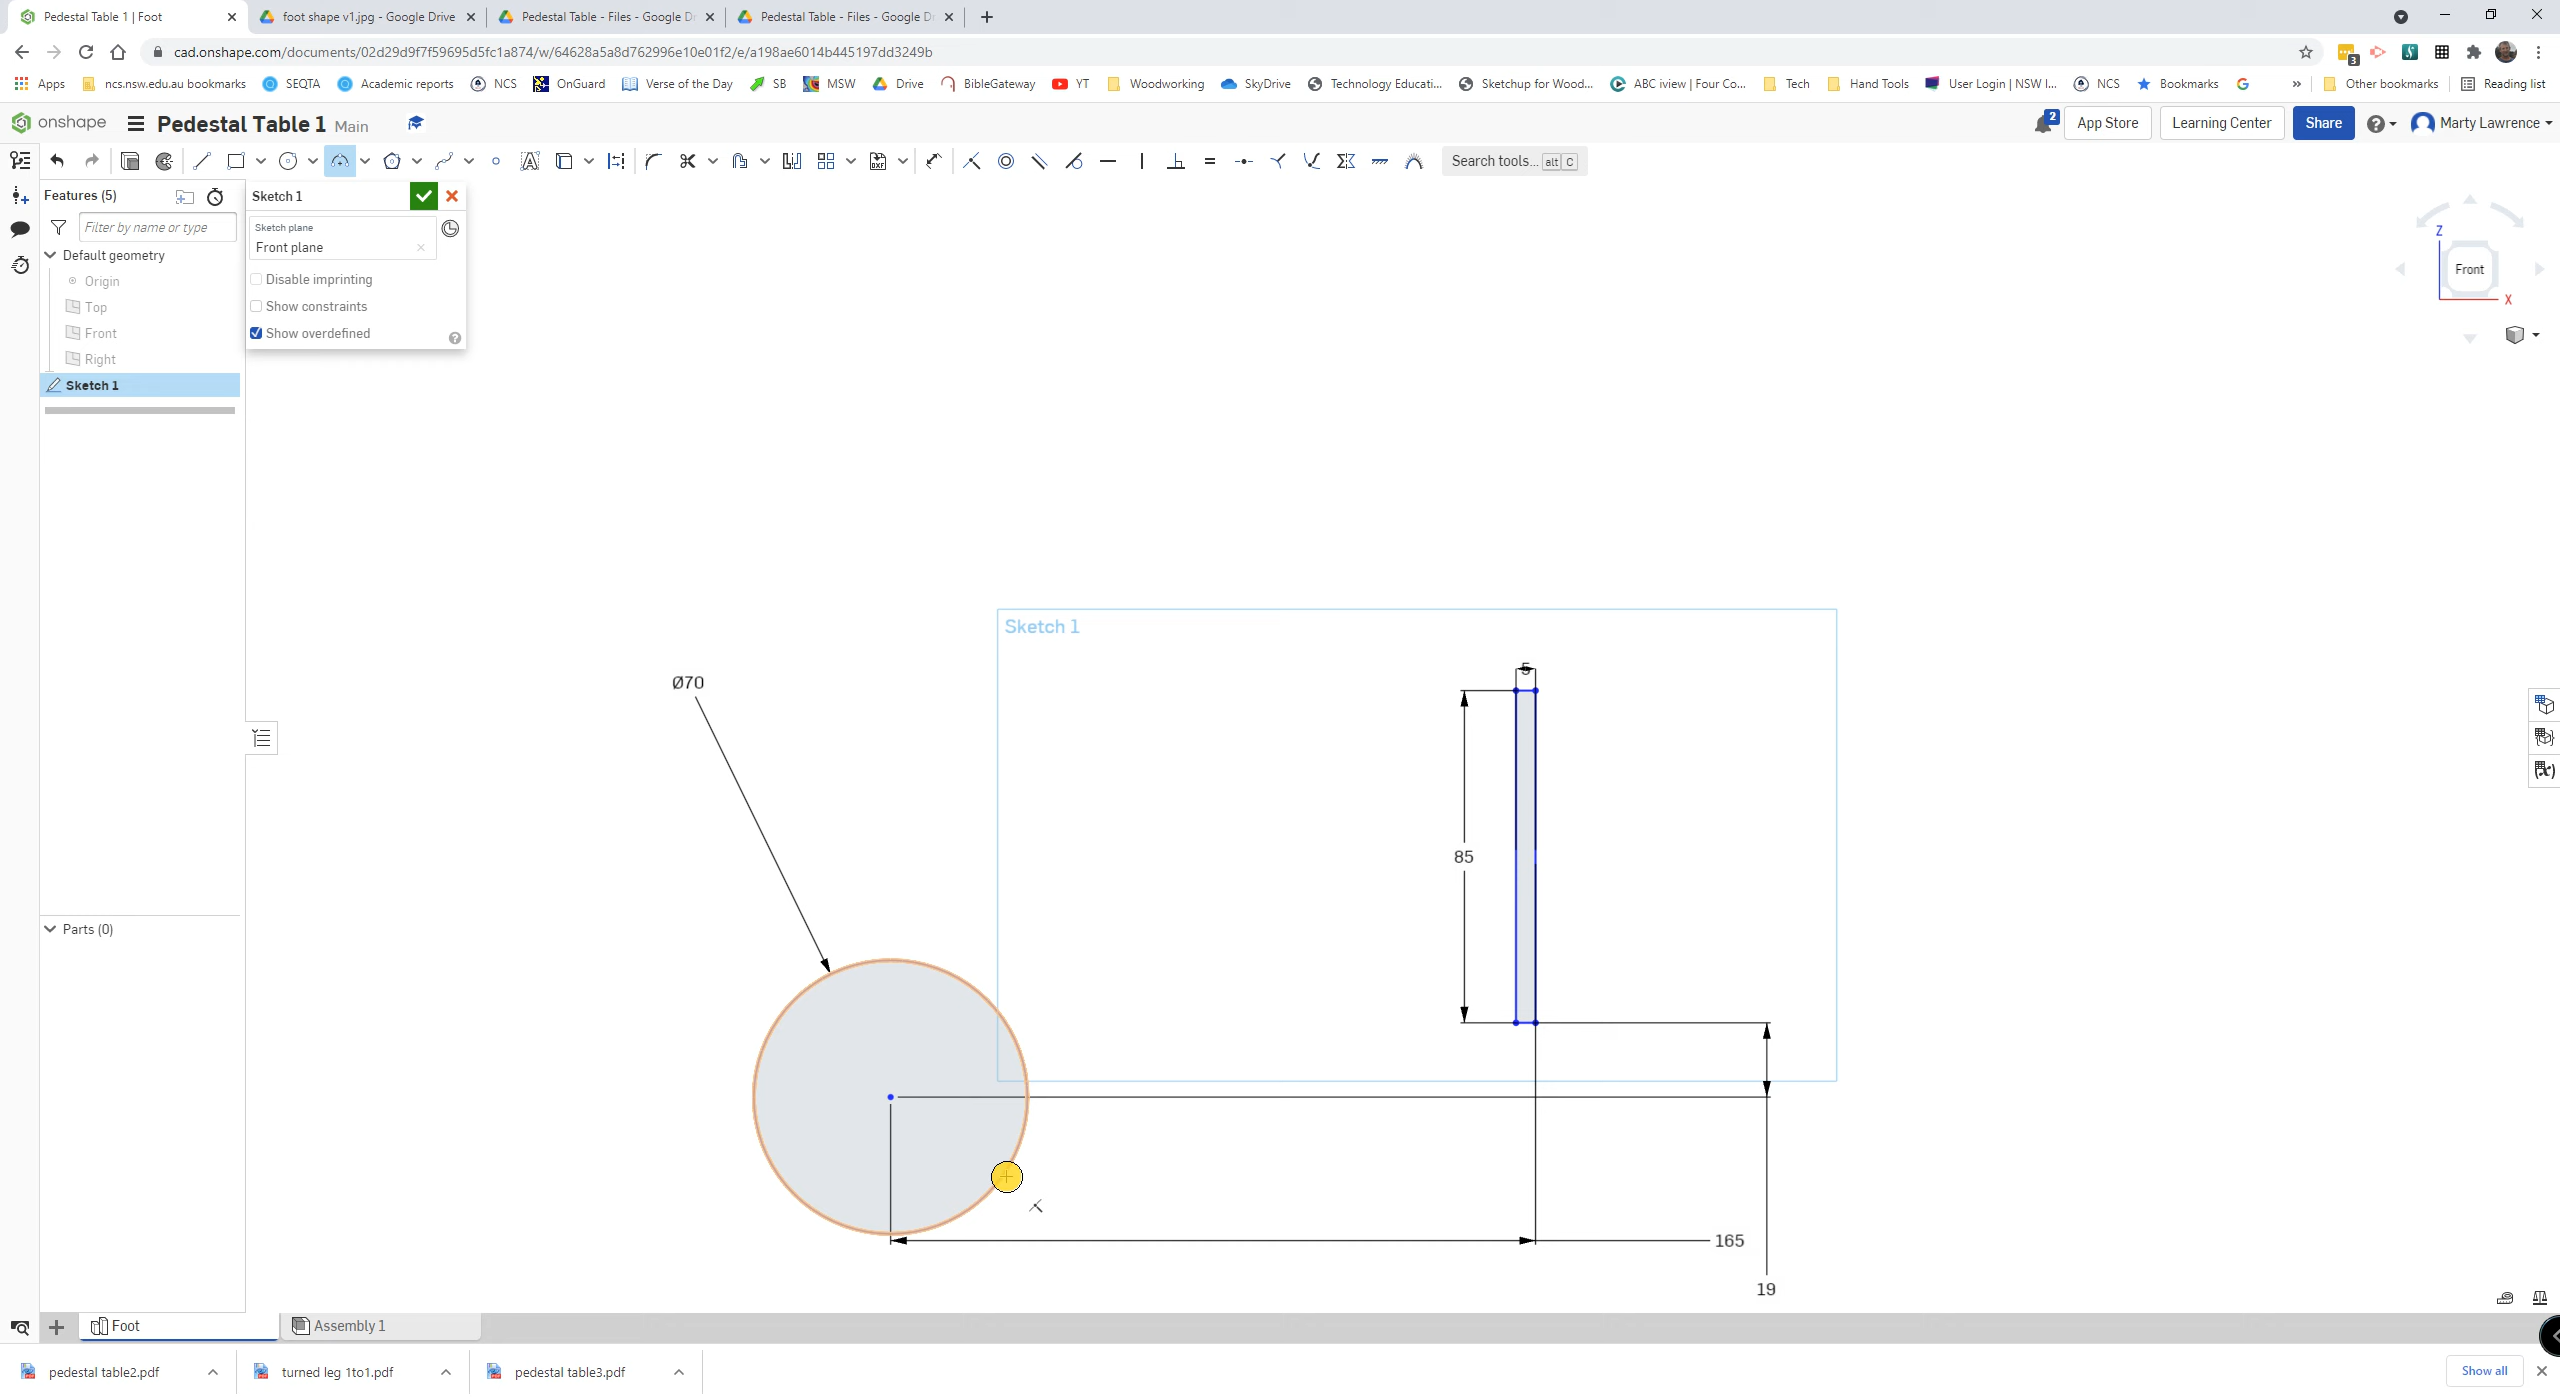 Pedestal Table 1 | Foot
foot shape v1.jpg - Google Drive
Pedestal Table - Files - Google D
Pedestal Table - Files - Google D
cad.onshape.com/documents/02d29d9f7f59695d5fc1a874/w/64628a5a8d762996e10e01f2/e/a198ae6014b445197dd3249b
3
Apps
ncs.nsw.edu.au bookmarks
SEQTA
Academic reports
NCS
OnGuard
Verse of the Day
SB
MSW
Drive
BibleGateway
YT
Woodworking
SkyDrive
Technology Educati...
Sketchup for Wood...
ABC iview | Four Co...
Tech
Hand Tools
User Login | NSW I...
NCS
Bookmarks
»
Other bookmarks
Reading list
onshape
Pedestal Table 1 Main
2
App Store
Learning Center
Share
Marty Lawrence
Search tools... alt C
Features (5)
Filter by name or type
Default geometry
Origin
Top
Front
Right
Sketch 1
Sketch 1
Sketch plane
Front plane
Disable imprinting
Show constraints
Show overdefined
Z
Front
X
Sketch 1
Ø70
5
85
165
19
Parts (0)
Foot
Assembly 1
pedestal table2.pdf
turned leg 1to1.pdf
pedestal table3.pdf
Show all